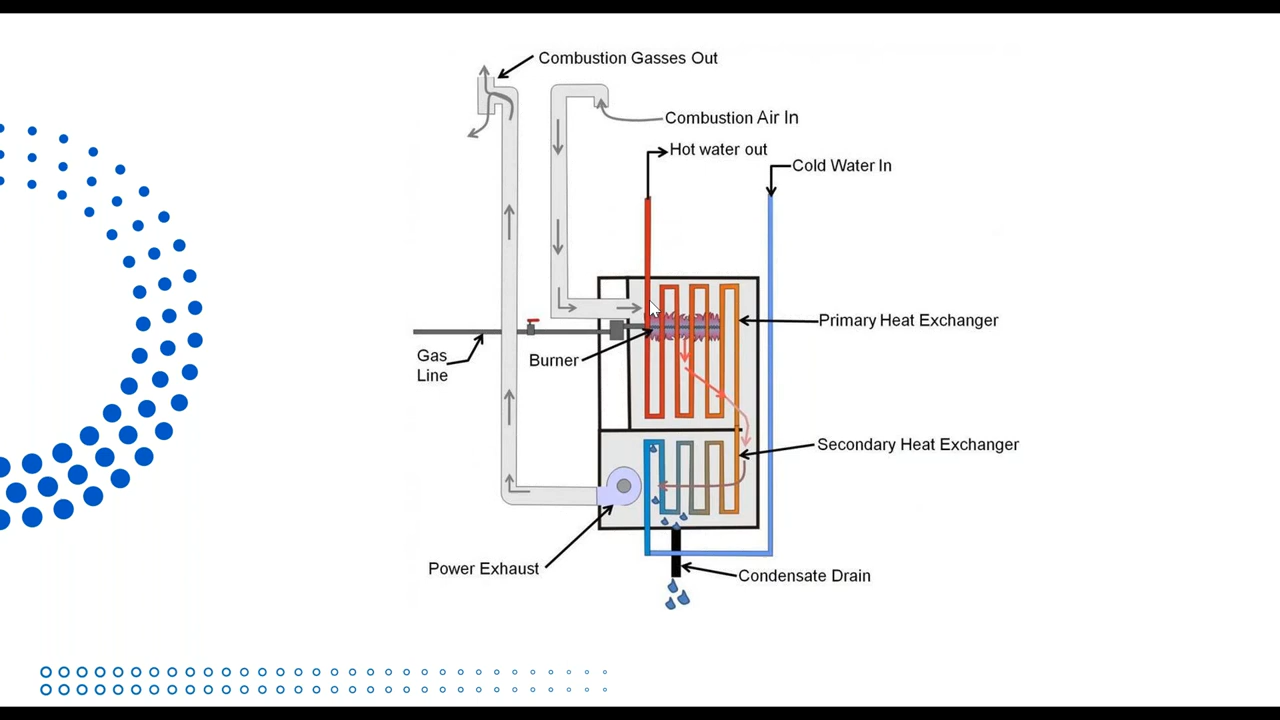 Combustion Gasses Out
Combustion Air In
Hot water out
Cold Water In
Primary Heat Exchanger
Gas
Line
Burner
Secondary Heat Exchanger
Power Exhaust
Condensate Drain